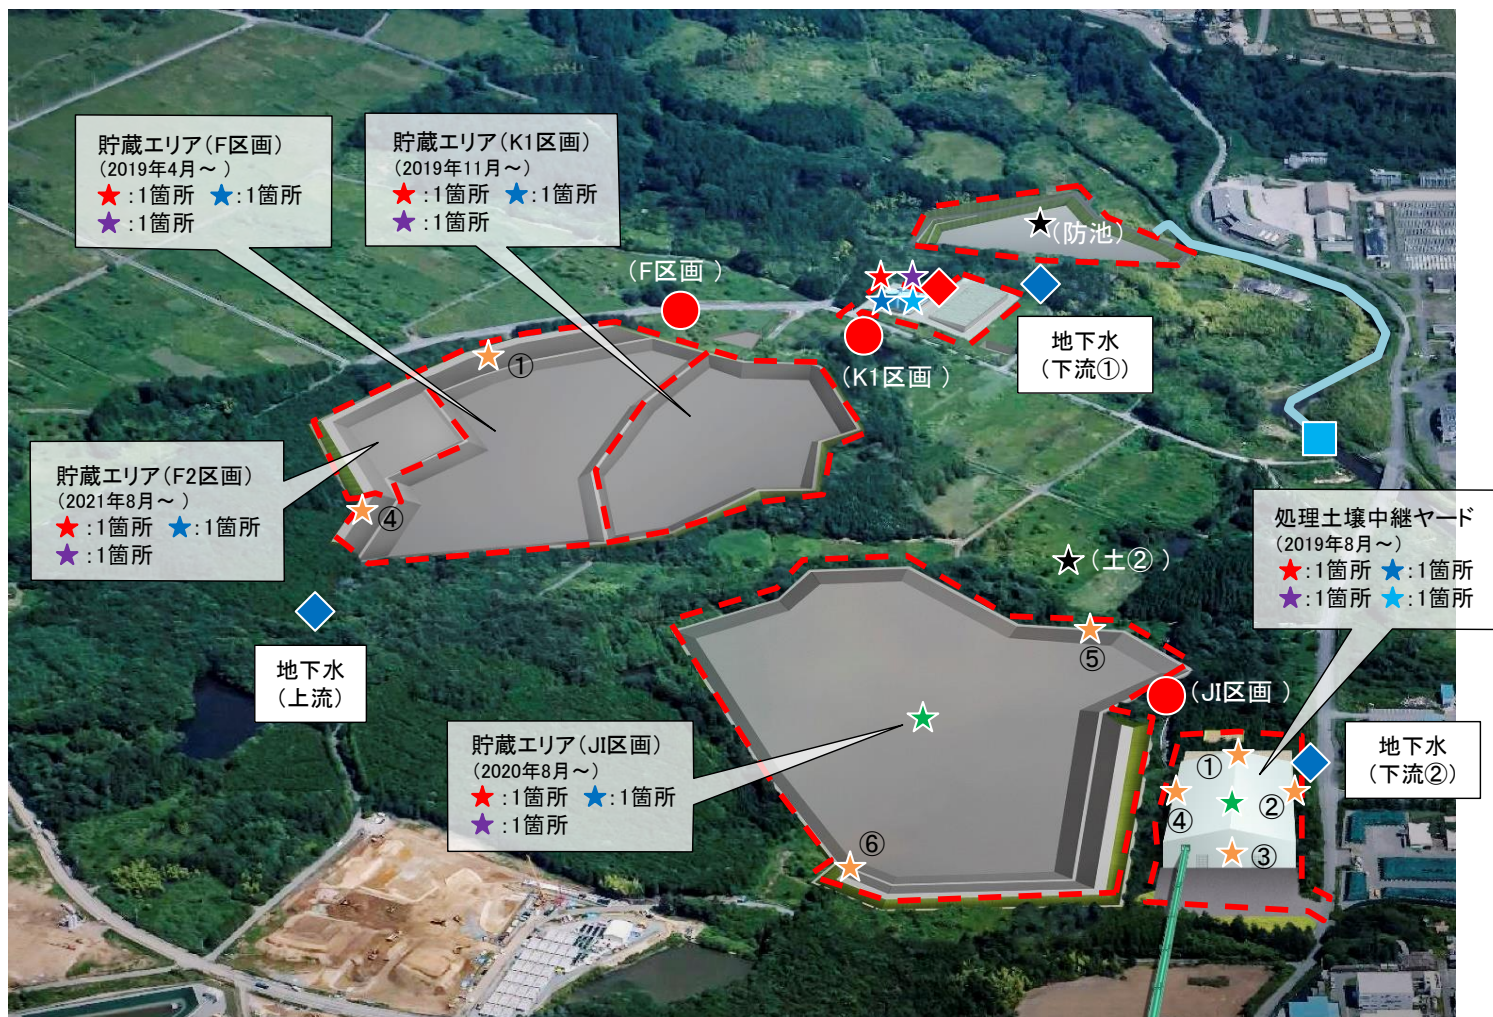 貯蔵エリア(F区画)
(2019年4月～)
★:1箇所 ★:1箇所
★:1箇所
貯蔵エリア(K1区画)
(2019年11月～)
★:1箇所 ★:1箇所
★:1箇所
(防池)
(F区画)
地下水
(下流①)
(K1区画)
①
貯蔵エリア(F2区画)
(2021年8月～)
★:1箇所 ★:1箇所
★:1箇所
④
処理土壌中継ヤード
(2019年8月～)
★:1箇所 ★:1箇所
★:1箇所 ★:1箇所
(土②)
⑤
地下水
(上流)
(JI区画)
貯蔵エリア(JI区画)
(2020年8月～)
★:1箇所 ★:1箇所
★:1箇所
地下水
(下流②)
①
②
④
③
⑥